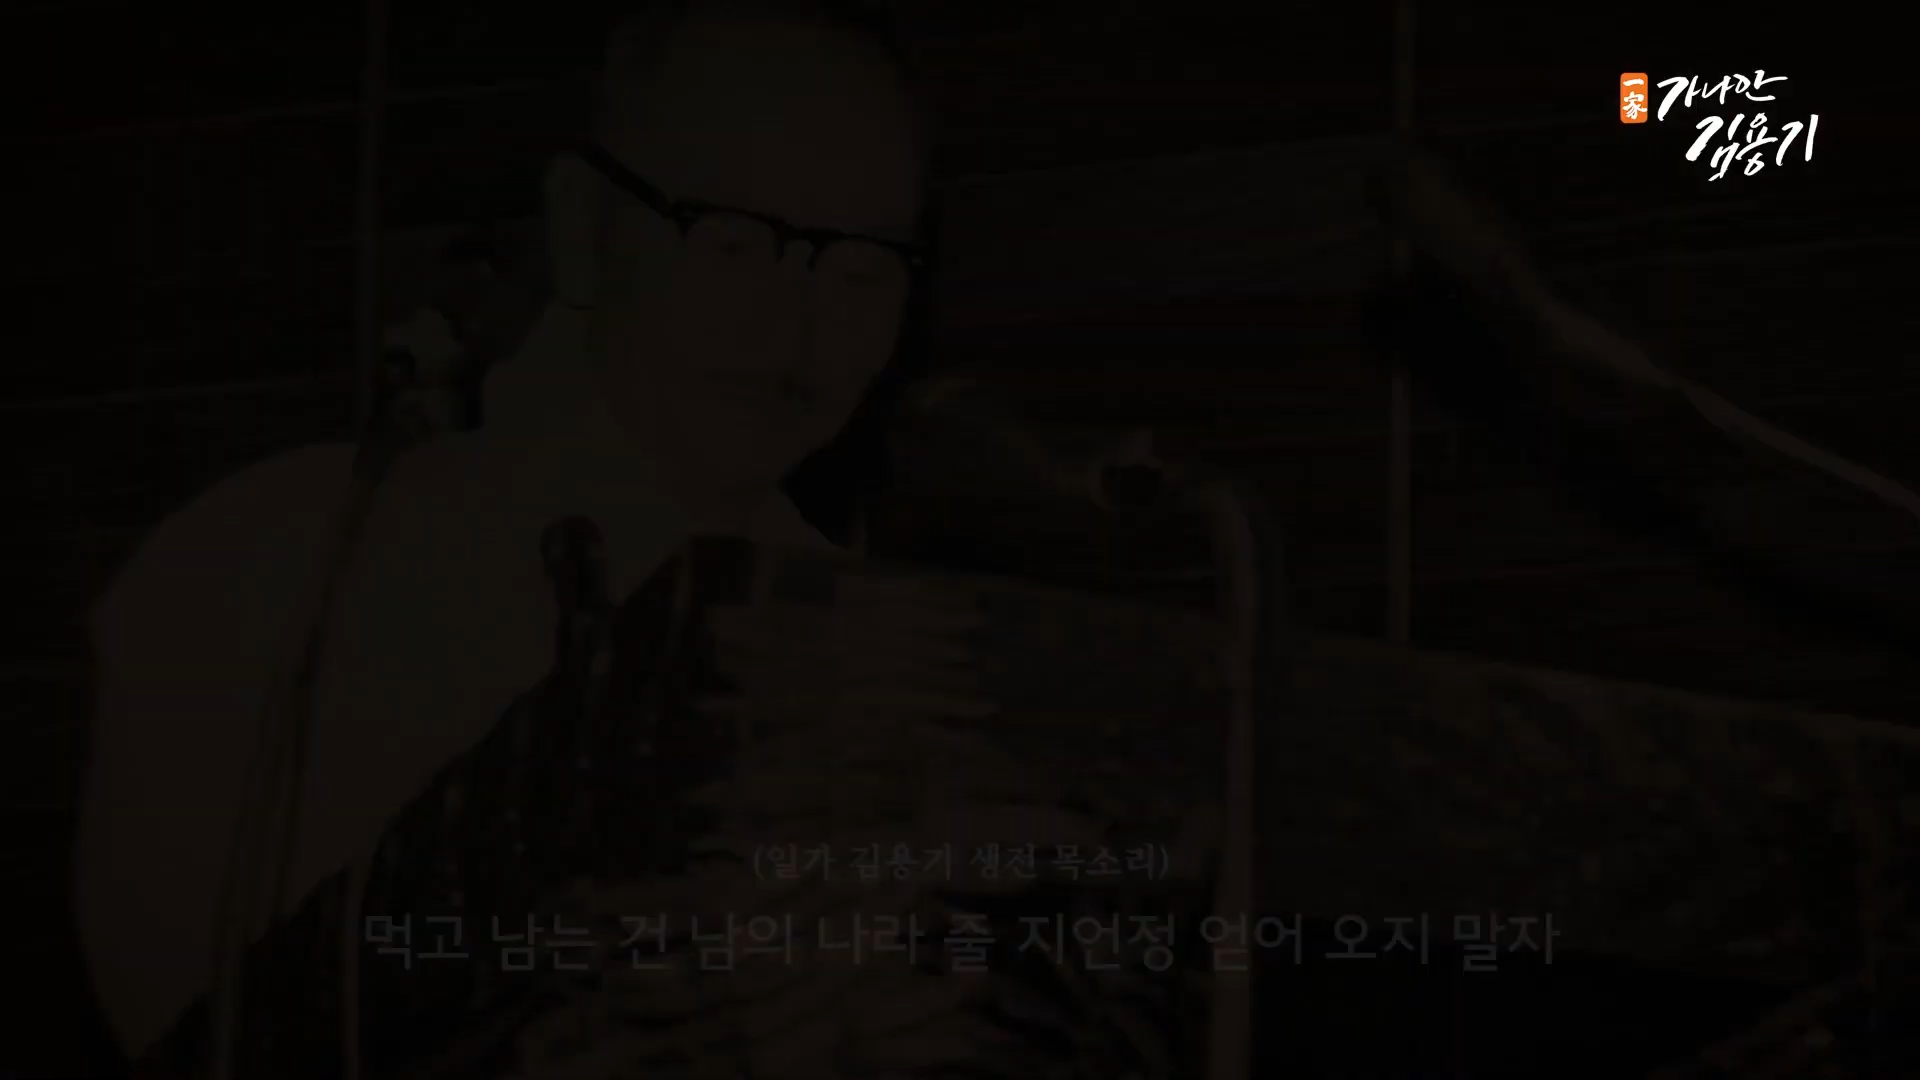 一家
가나안
김용기
(일가 김용기 생전 목소리)
먹고 남는 건 남의 나라 줄 지언정 얻어 오지 말자